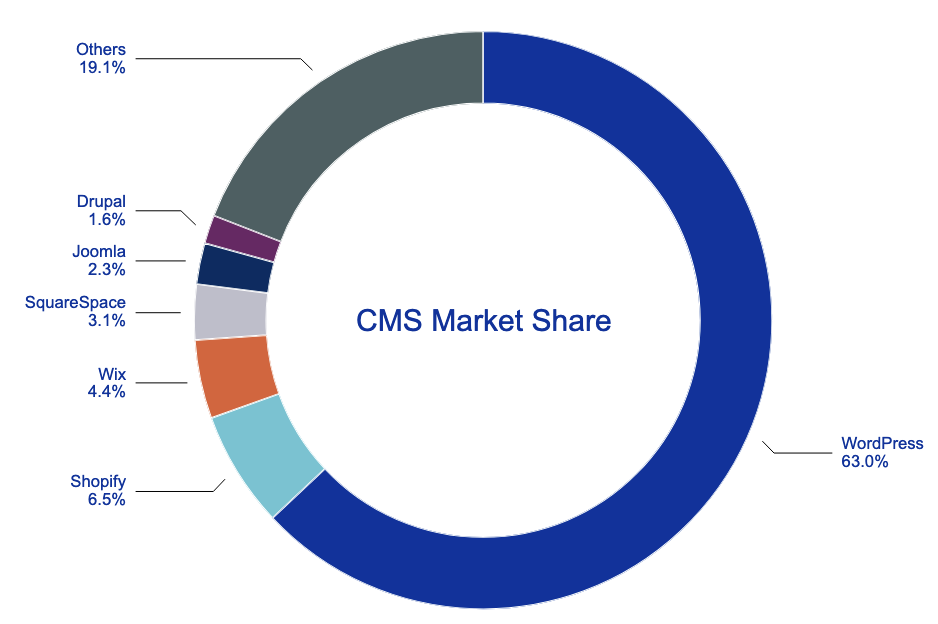 Others
19.1%
Drupal
1.6%
Joomla
2.3%
SquareSpace
3.1%
CMS Market Share
Wix
4.4%
WordPress
63.0%
Shopify
6.5%